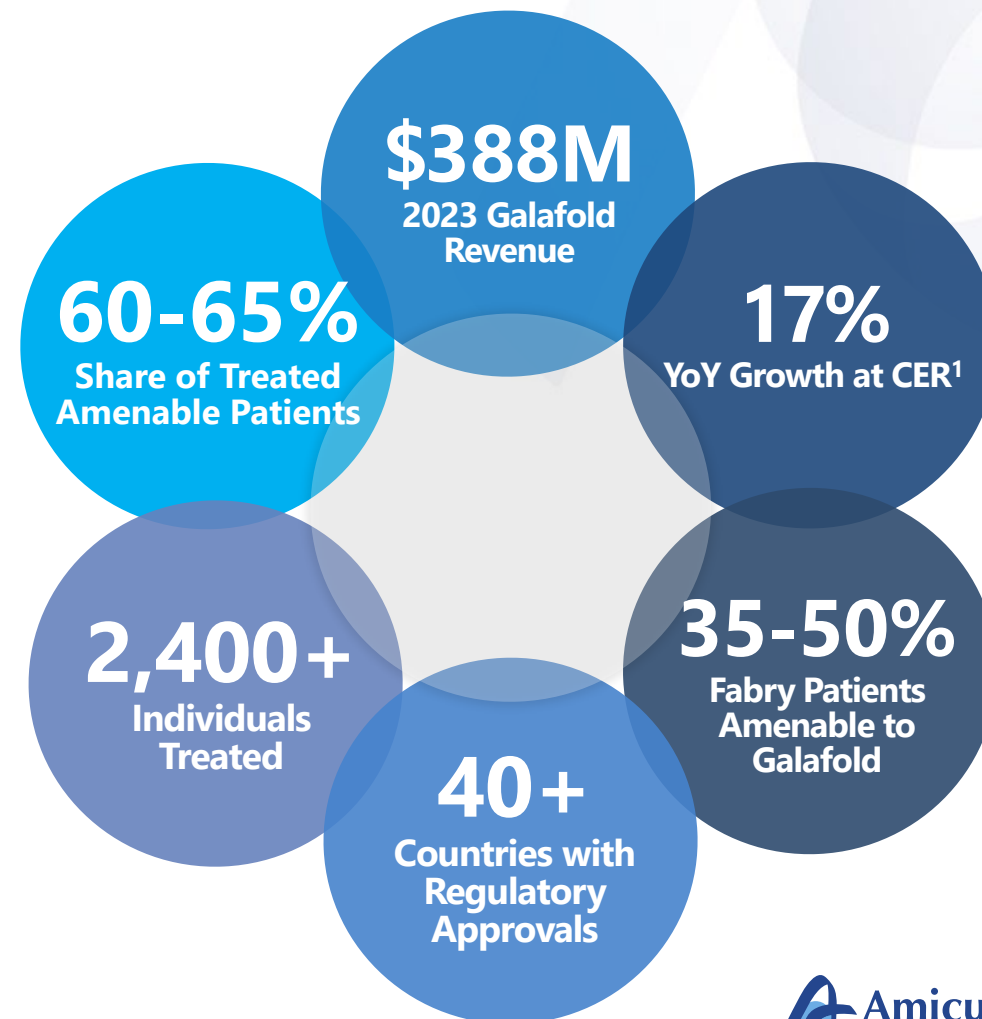 $388M
2023 Galafold
Revenue
60-65%
Share of Treated
Amenable Patients
17%
YoY Growth at CER¹
2,400+
Individuals
Treated
35-50%
Fabry Patients
Amenable to
Galafold
40+
Countries with
Regulatory
Approvals
Amicu